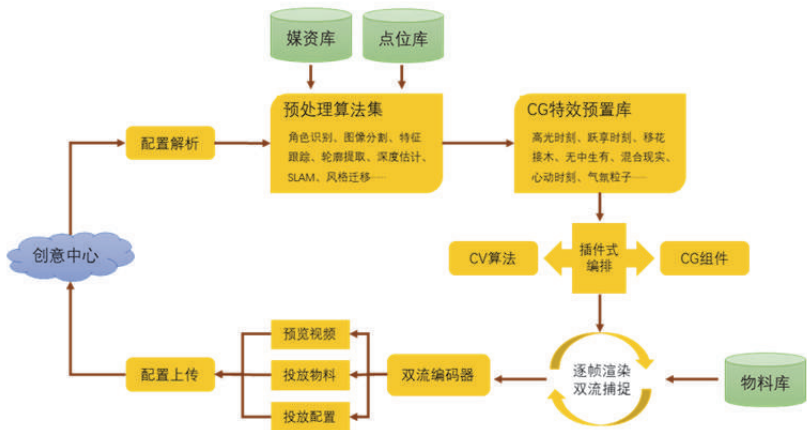 媒资库
点位库
预处理算法集
角色识别、图像分割、特征
跟踪、轮廓提取、深度估计、
SLAM、风格迁移……
CG特效预置库
高光时刻、跃享时刻、移花
接木、无中生有、混合现实、
心动时刻、气氛粒子……
配置解析
创意中心
CV算法
插件式
编排
CG组件
预览视频
配置上传
投放物料
双流编码器
逐帧渲染
双流捕捉
物料库
投放配置